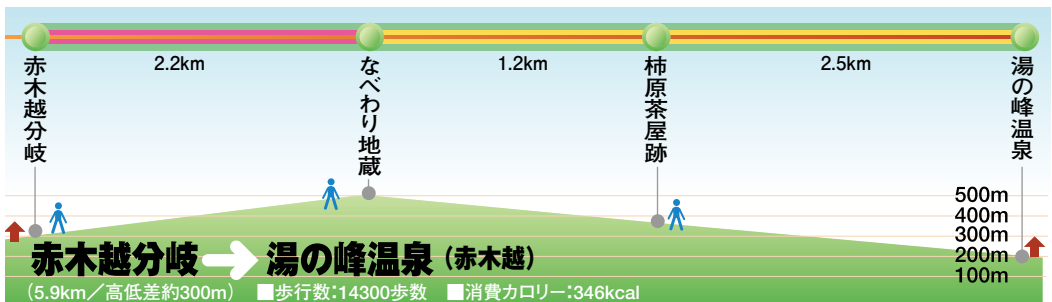 2.2km
1.2km
2.5km
赤木越分岐
なべわり地蔵
柿原茶屋跡
湯の峰温泉
500m
400m
300m
200m
100m
赤木越分岐 湯の峰温泉 (赤木越)
(5.9km／高低差約300m) ■歩行数:14300歩数 ■消費カロリー:346kcal